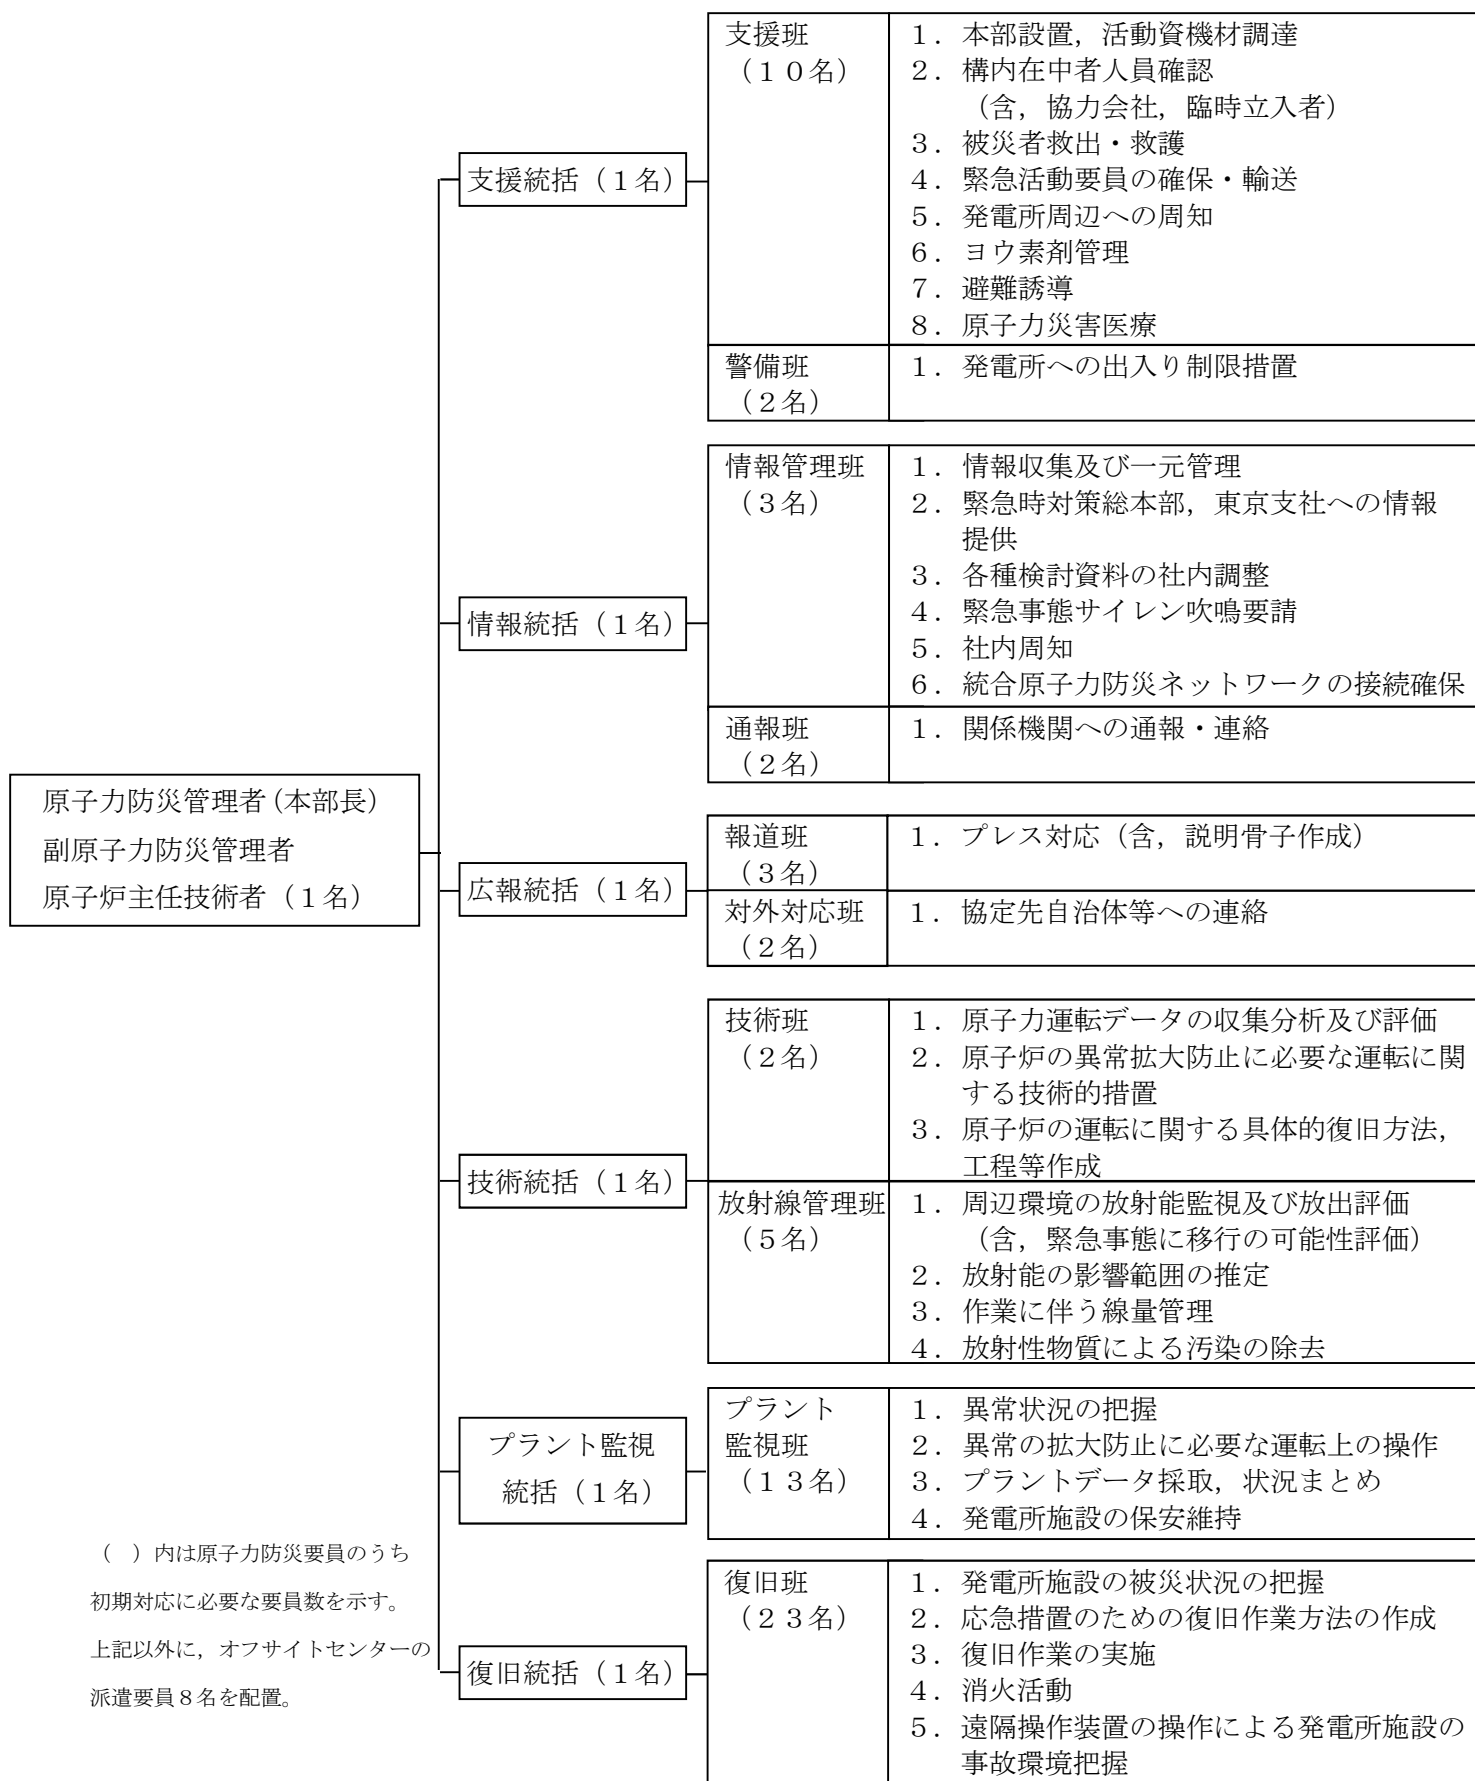 支援班
（１０名）
１．本部設置，活動資機材調達
２．構内在中者人員確認
（含，協力会社，臨時立入者）
３．被災者救出・救護
４．緊急活動要員の確保・輸送
５．発電所周辺への周知
６．ヨウ素剤管理
７．避難誘導
８．原子力災害医療
支援統括（１名）
警備班
（２名）
１．発電所への出入り制限措置
情報管理班
（３名）
１．情報収集及び一元管理
２．緊急時対策総本部，東京支社への情報
提供
３．各種検討資料の社内調整
４．緊急事態サイレン吹鳴要請
５．社内周知
６．統合原子力防災ネットワークの接続確保
情報統括（１名）
通報班
（２名）
１．関係機関への通報・連絡
原子力防災管理者(本部長)
副原子力防災管理者
原子炉主任技術者（１名）
報道班
（３名）
１．プレス対応（含，説明骨子作成）
広報統括（１名）
対外対応班
（２名）
１．協定先自治体等への連絡
技術班
（２名）
１．原子力運転データの収集分析及び評価
２．原子炉の異常拡大防止に必要な運転に関
する技術的措置
３．原子炉の運転に関する具体的復旧方法，
工程等作成
技術統括（１名）
放射線管理班
（５名）
１．周辺環境の放射能監視及び放出評価
（含，緊急事態に移行の可能性評価）
２．放射能の影響範囲の推定
３．作業に伴う線量管理
４．放射性物質による汚染の除去
プラント監視
統括（１名）
プラント
監視班
（１３名）
１．異常状況の把握
２．異常の拡大防止に必要な運転上の操作
３．プラントデータ採取，状況まとめ
４．発電所施設の保安維持
復旧統括（１名）
復旧班
（２３名）
１．発電所施設の被災状況の把握
２．応急措置のための復旧作業方法の作成
３．復旧作業の実施
４．消火活動
５．遠隔操作装置の操作による発電所施設の
事故環境把握
（　）内は原子力防災要員のうち
初期対応に必要な要員数を示す。
上記以外に，オフサイトセンターの
派遣要員８名を配置。